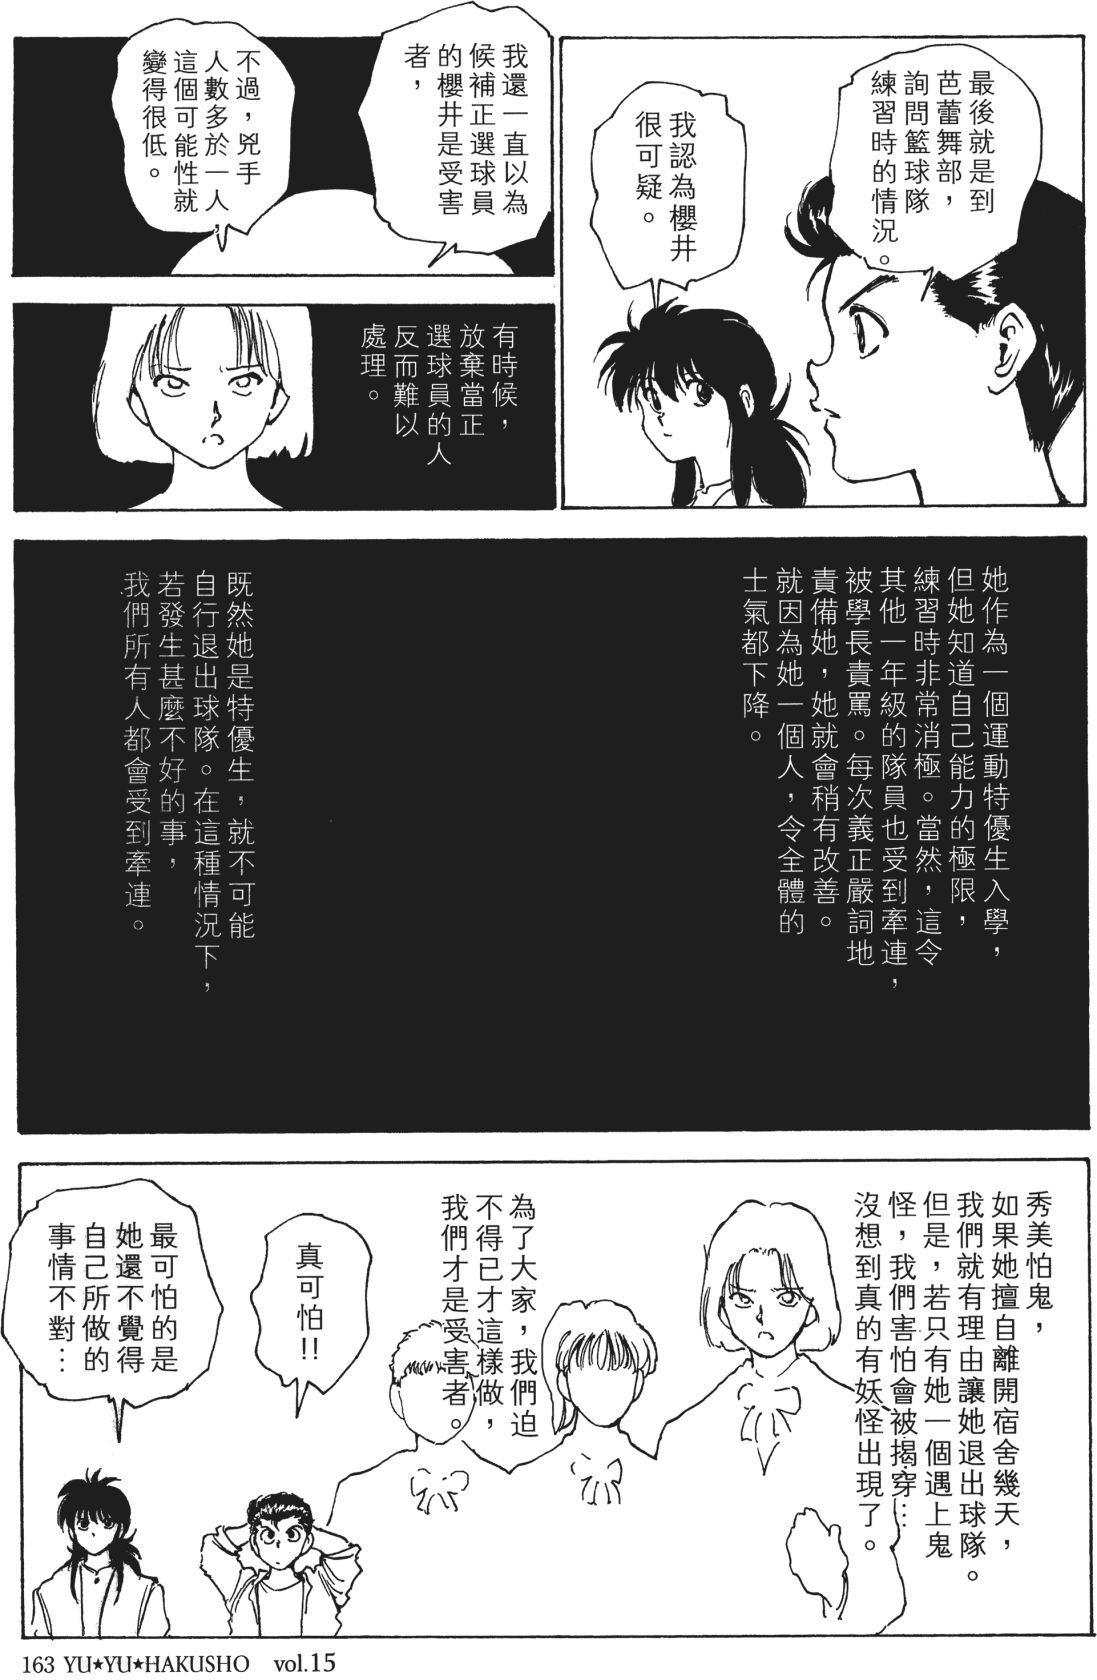 最後就是到
芭蕾舞部，
詢問籃球隊
練習時的情況。
我認為櫻井
很可疑。
我還一直以為
候補正選球員
的櫻井是受害
者，
不過，兇手
人數多於一人，
這個可能性就
變得很低。
有時候，
放棄當正
選球員的人
反而難以
處理。
她作為一個運動特優生入學，
但她知道自己能力的極限，
練習時非常消極。當然，這令
其他一年級的隊員也受到牽連，
被學長責罵。每次義正嚴詞地
責備她，她就會稍有改善。
就因為她一個人，令全體的
士氣都下降。
既然她是特優生，就不可能
自行退出球隊。在這種情況下，
若發生甚麼不好的事，
我們所有人都會受到牽連。
秀美怕鬼，
如果她擅自離開宿舍幾天，
我們就有理由讓她退出球隊。
但是，若只有她一個遇上鬼
怪，我們害怕會被揭穿…
沒想到真的有妖怪出現了。
為了大家，我們迫
不得已才這樣做，
我們才是受害者。
真可怕!!
最可怕的是
她還不覺得
自己所做的
事情不對…
163 YU★YU★HAKUSHO vol.15